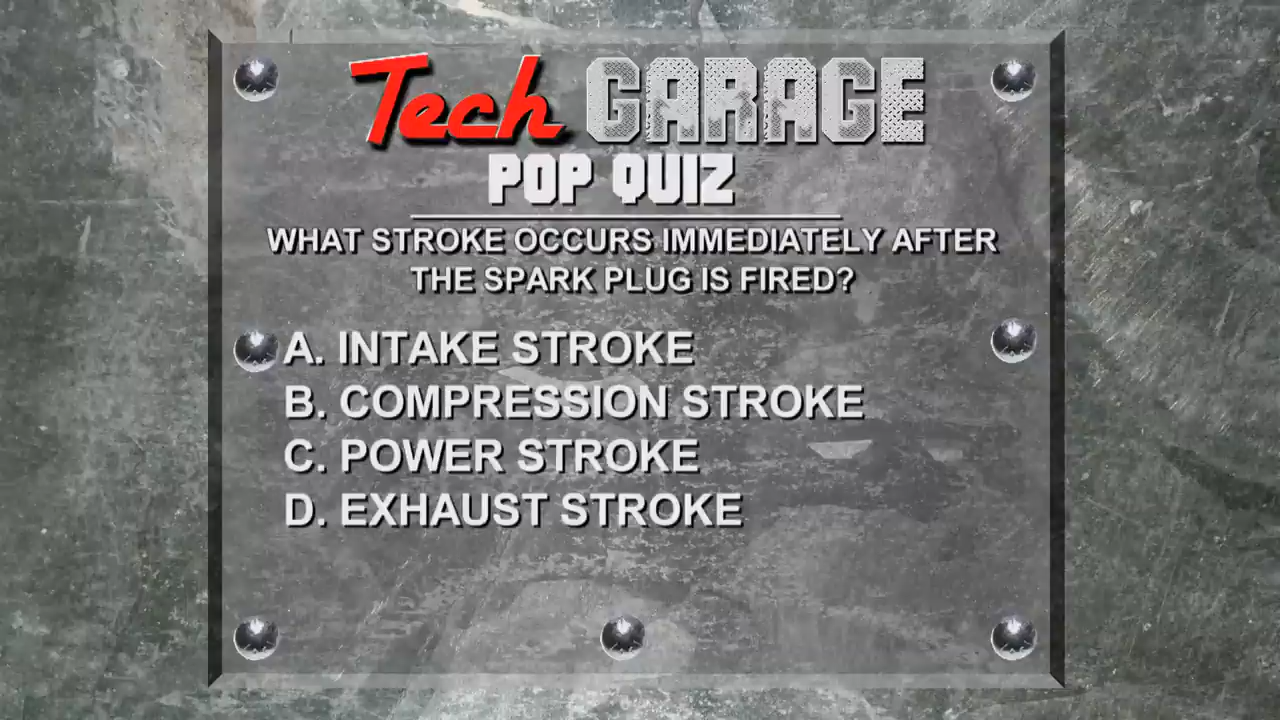 Tech GARAGE
POP QUIZ
WHAT STROKE OCCURS IMMEDIATELY AFTER
THE SPARK PLUG IS FIRED?
A. INTAKE STROKE
B. COMPRESSION STROKE
C. POWER STROKE
D. EXHAUST STROKE